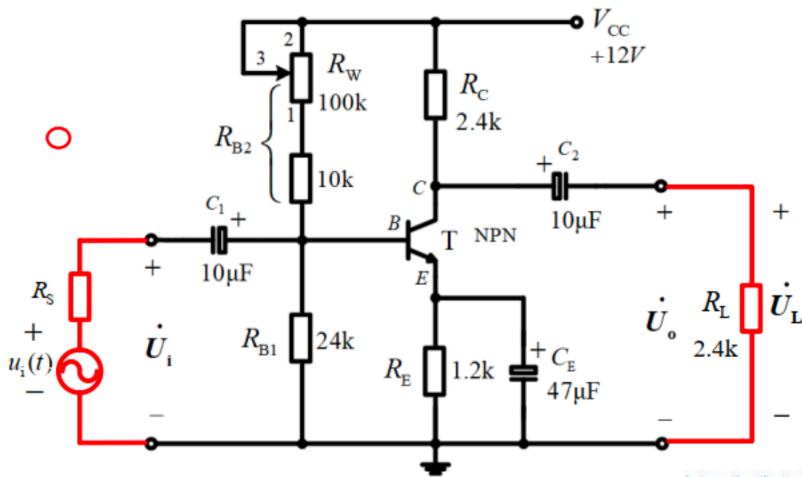 V_CC
+12V
2
3
R_W
100k
1
R_B2
10k
R_C
2.4k
C
C_2
+
10μF
C_1
+
10μF
B
T NPN
E
R_S
+
u_i(t)
−
+
U̇_i
−
R_B1
24k
R_E
1.2k
+
C_E
47μF
+
U̇_o
−
R_L
2.4k
+
U̇_L
−